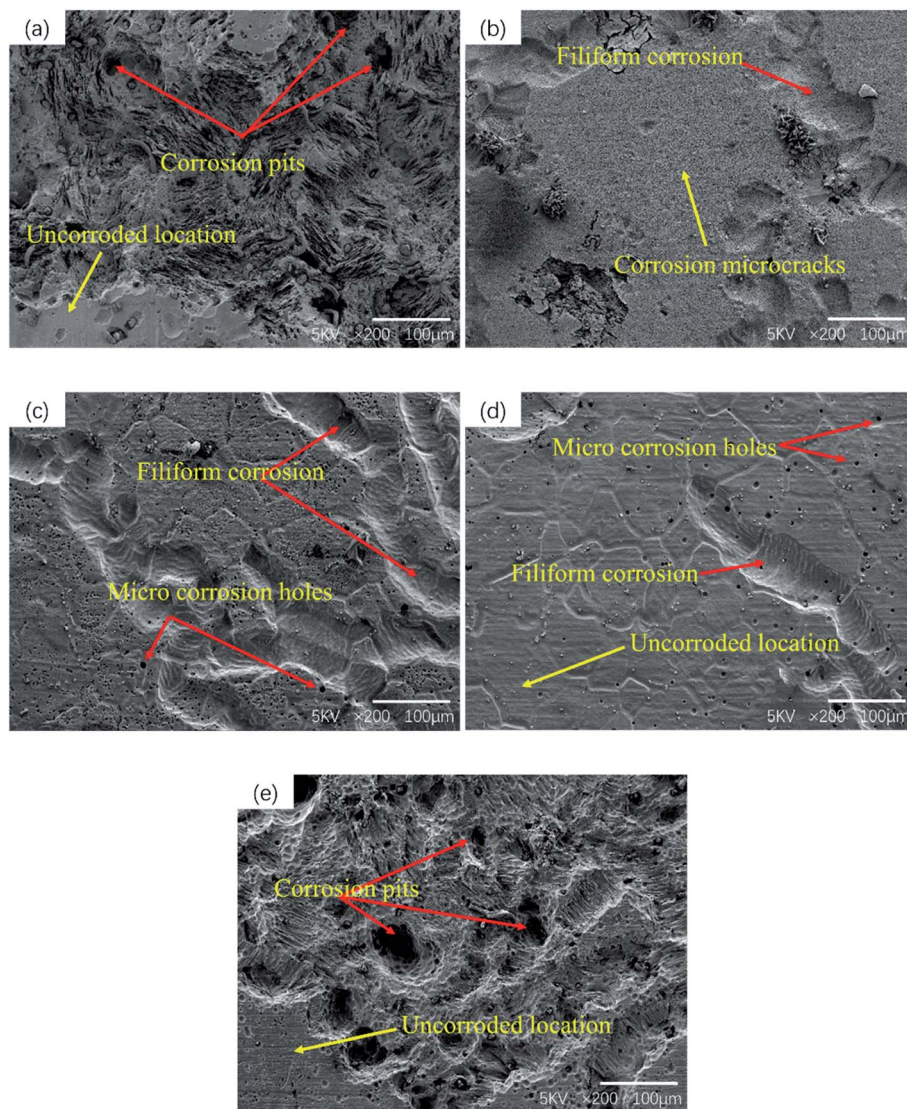 (a)
Corrosion pits
Uncorroded location
5KV ×200 100μm
(b)
Filiform corrosion
Corrosion microcracks
5KV ×200 100μm
(c)
Filiform corrosion
Micro corrosion holes
5KV ×200 100μm
(d)
Micro corrosion holes
Filiform corrosion
Uncorroded location
5KV ×200 100μm
(e)
Corrosion pits
Uncorroded location
5KV ×200 100μm